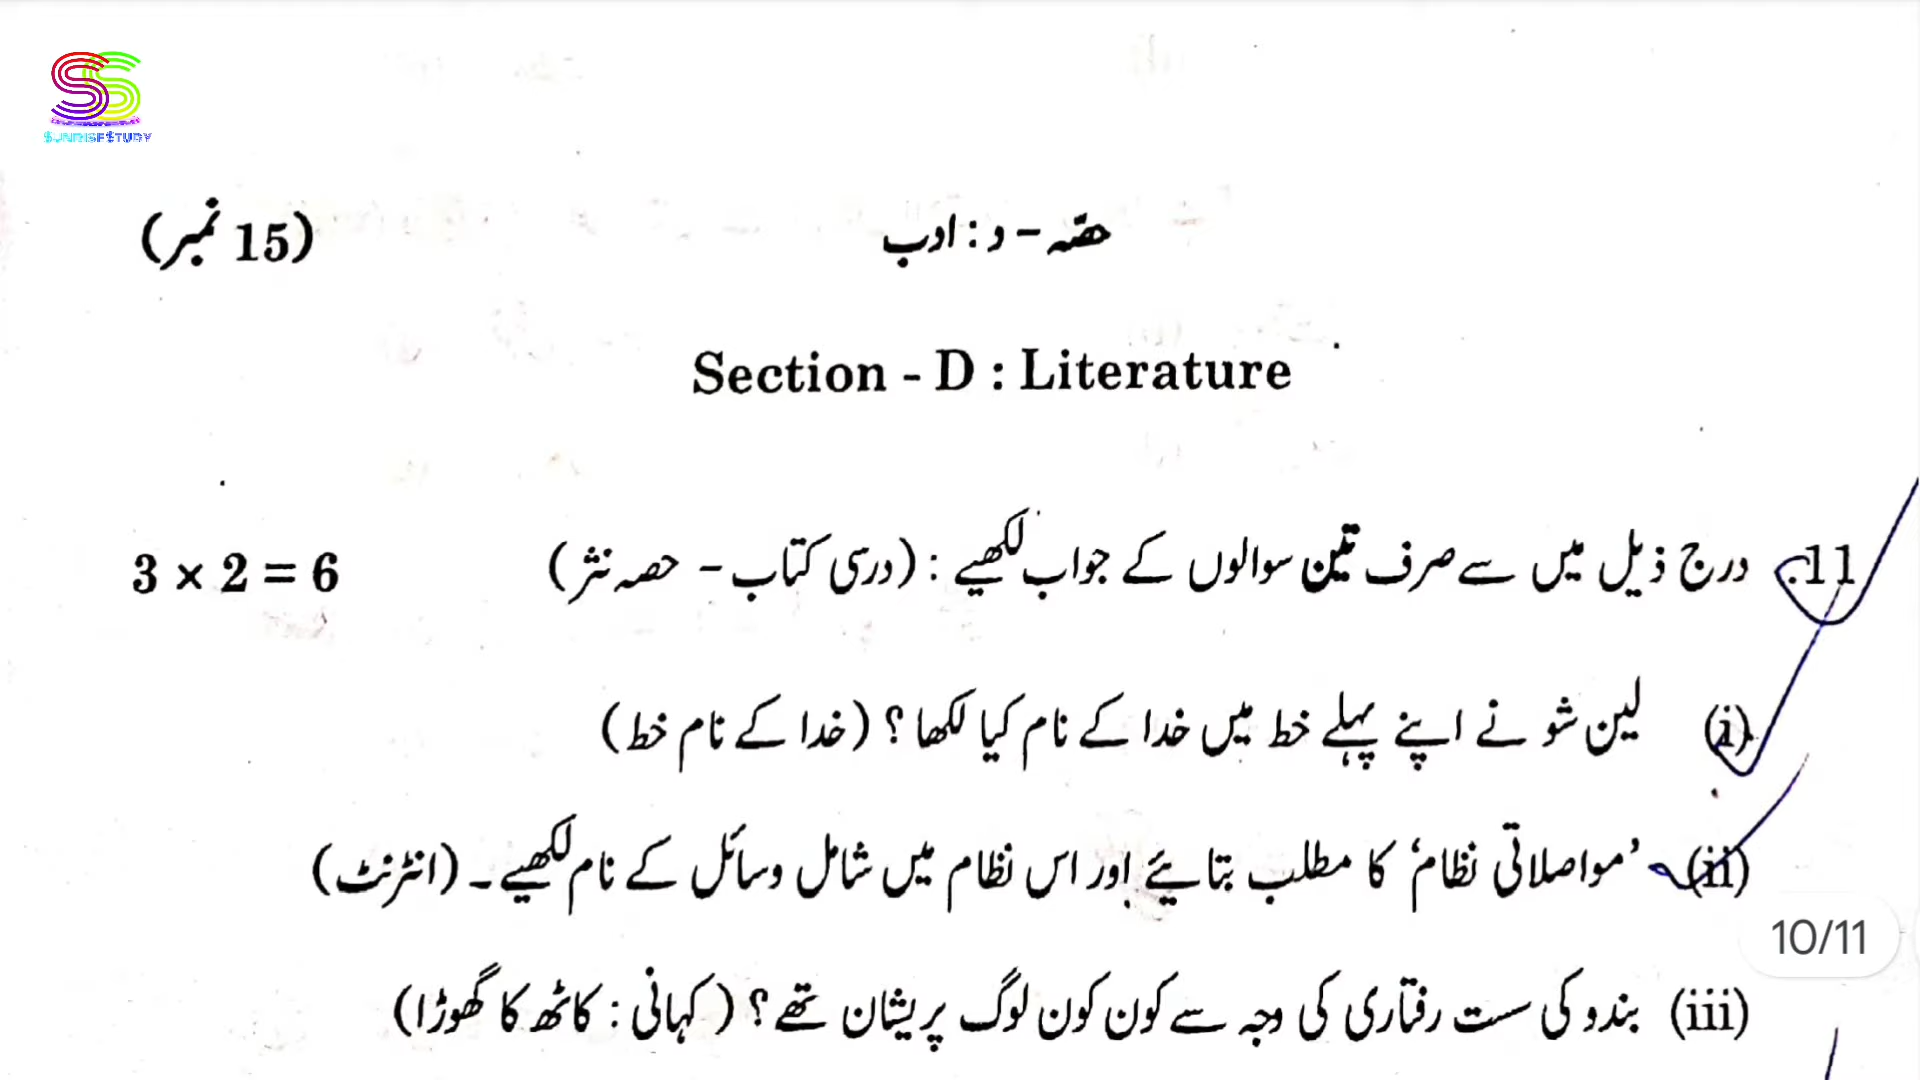 SUNRISESTUDY
حصّہ - د : ادب (15 نمبر)
Section - D : Literature
11. درج ذیل میں سے صرف تین سوالوں کے جواب لکھیے : (درسی کتاب - حصہ نثر) 3 × 2 = 6
(i) لین شو نے اپنے پہلے خط میں خدا کے نام کیا لکھا ؟ (خدا کے نام خط)
(ii) ’مواصلاتی نظام‘ کا مطلب بتائیے اور اس نظام میں شامل وسائل کے نام لکھیے ۔ (انٹرنٹ)
10/11
(iii) بندو کی ست رفتاری کی وجہ سے کون کون لوگ پریشان تھے ؟ ( کہانی : کاٹھ کا گھوڑا)